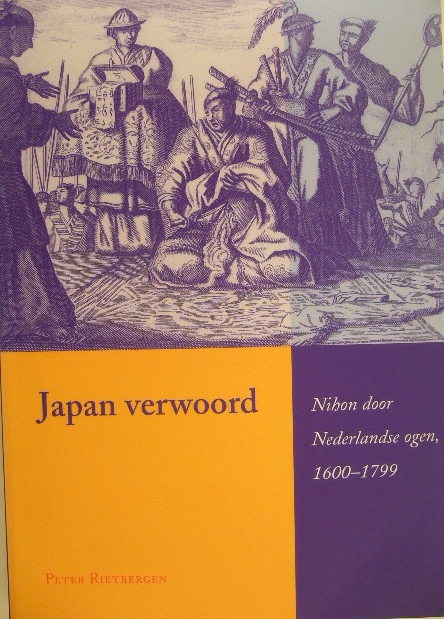 Japan verwoord
Nihon door
Nederlandse ogen,
1600–1799
Peter Rietbergen